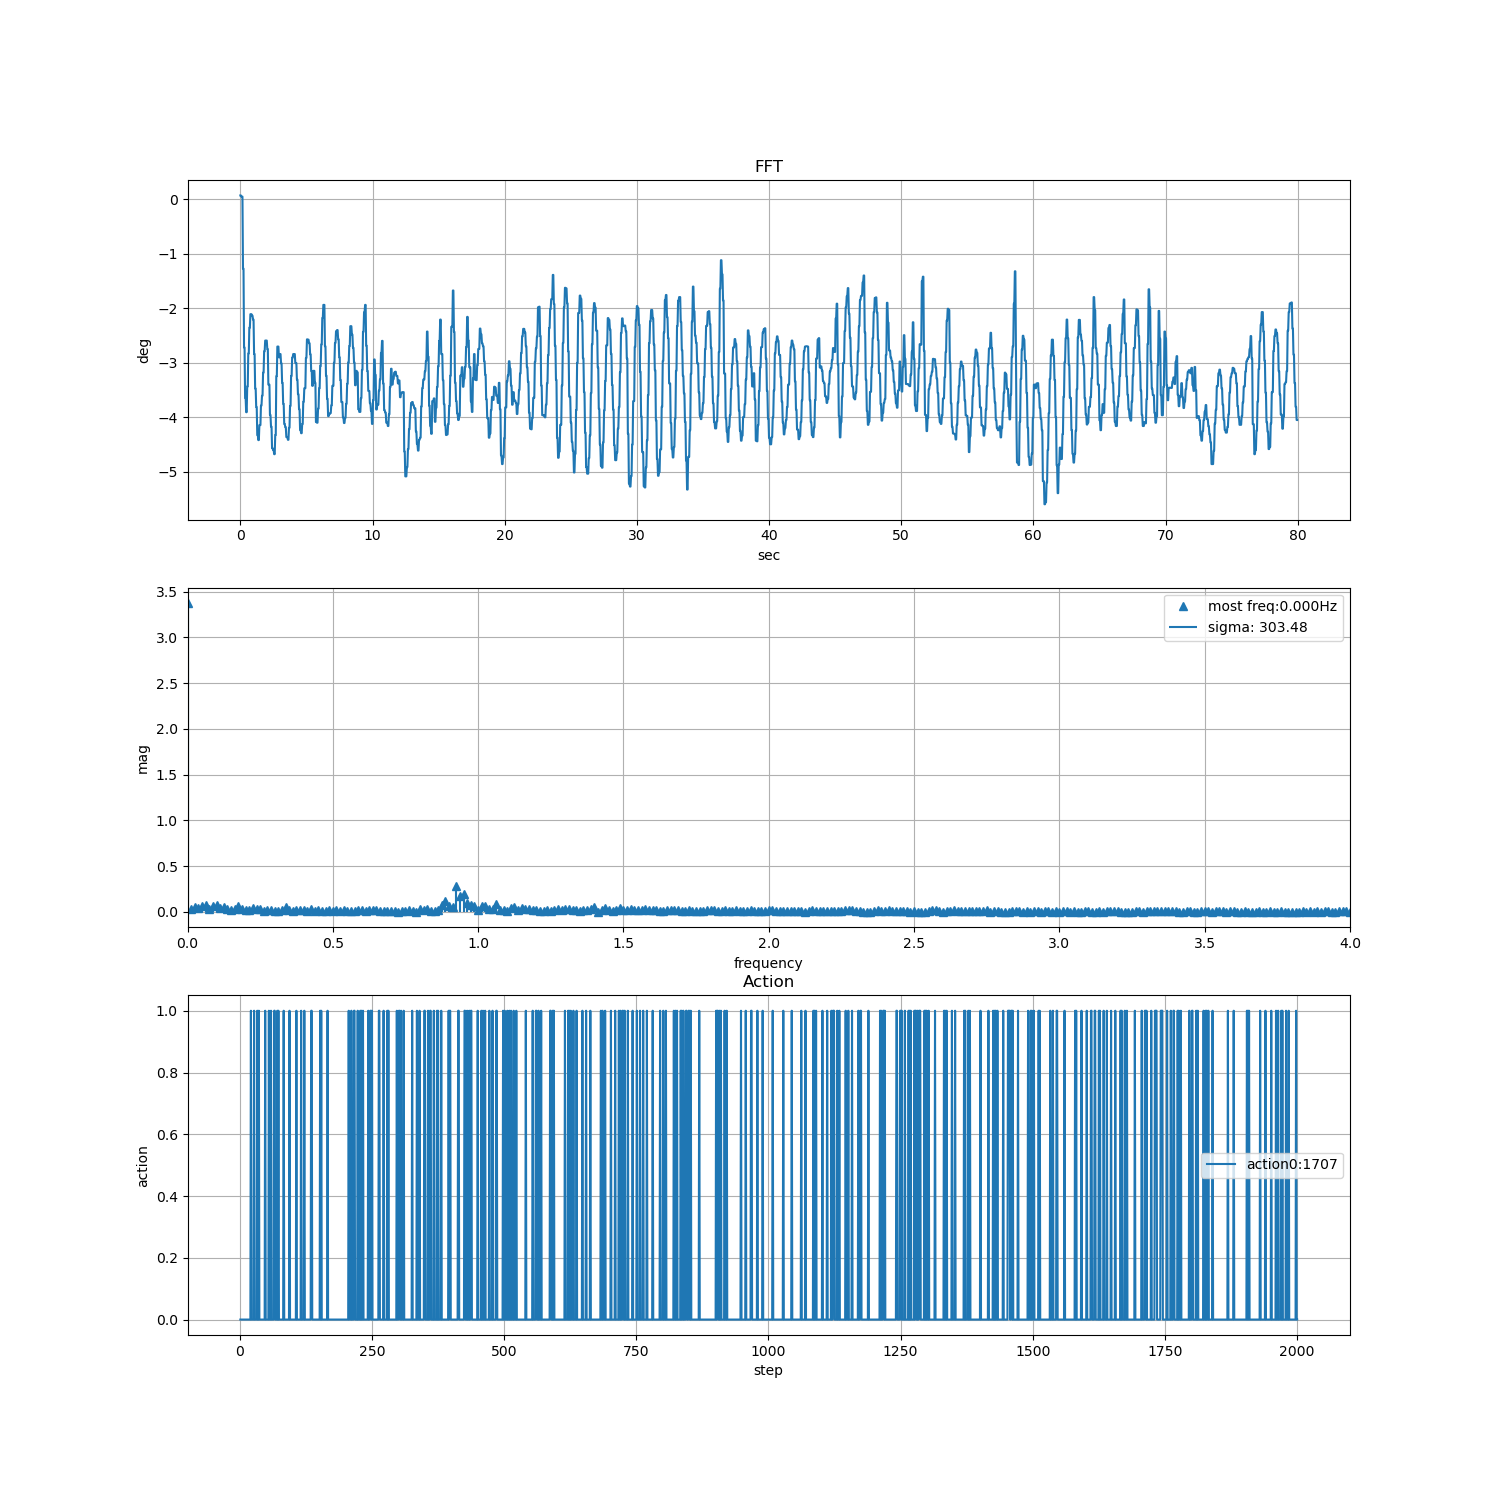 FFT
0
−1
−2
−3
−4
−5
deg
0 10 20 30 40 50 60 70 80
sec
3.5
3.0
2.5
2.0
1.5
1.0
0.5
0.0
mag
most freq:0.000Hz
sigma: 303.48
0.0 0.5 1.0 1.5 2.0 2.5 3.0 3.5 4.0
frequency
Action
1.0
0.8
0.6
0.4
0.2
0.0
action
action0:1707
0 250 500 750 1000 1250 1500 1750 2000
step